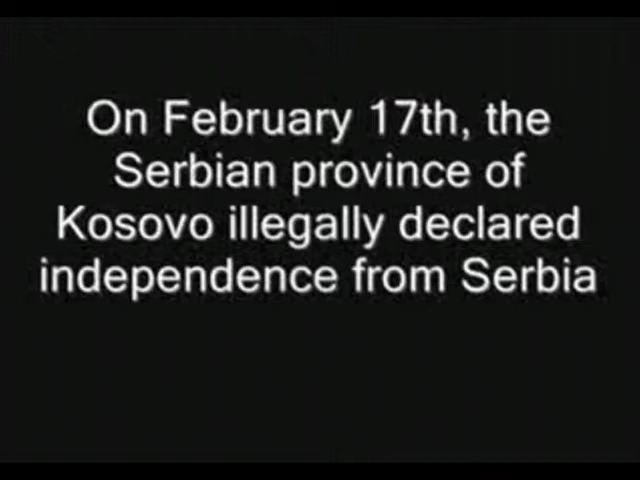 On February 17th, the
Serbian province of
Kosovo illegally declared
independence from Serbia